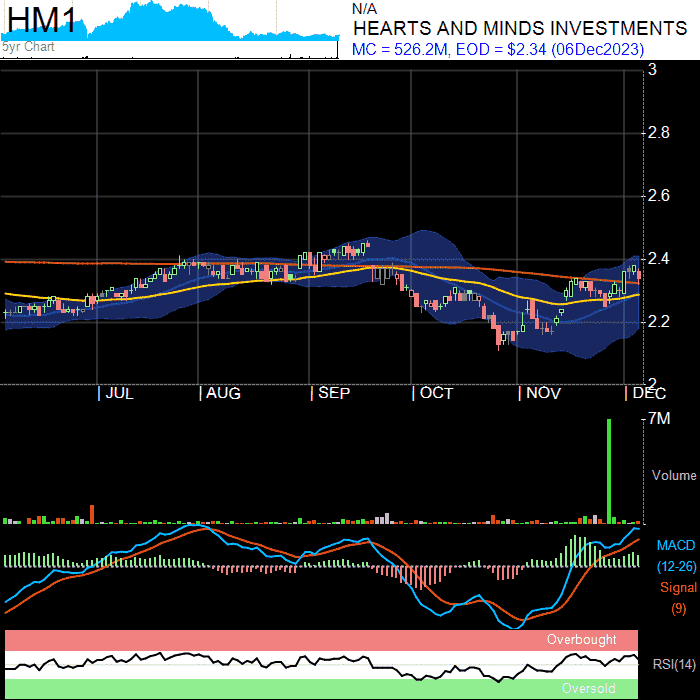 HM1
5yr Chart
N/A
HEARTS AND MINDS INVESTMENTS
MC = 526.2M, EOD = $2.34 (06Dec2023)
3
2.8
2.6
2.4
2.2
2
| JUL | AUG | SEP | OCT | NOV | DEC
7M
Volume
MACD
(12-26)
Signal
(9)
Overbought
RSI(14)
Oversold